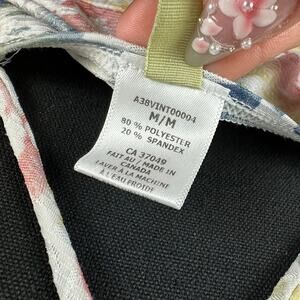 A38VINT00004
M/M
80 % POLYESTER
20 % SPANDEX
CA 37049
FAIT AU / MADE IN
CANADA
LAVER À LA MACHINE
À L'EAU FROIDE